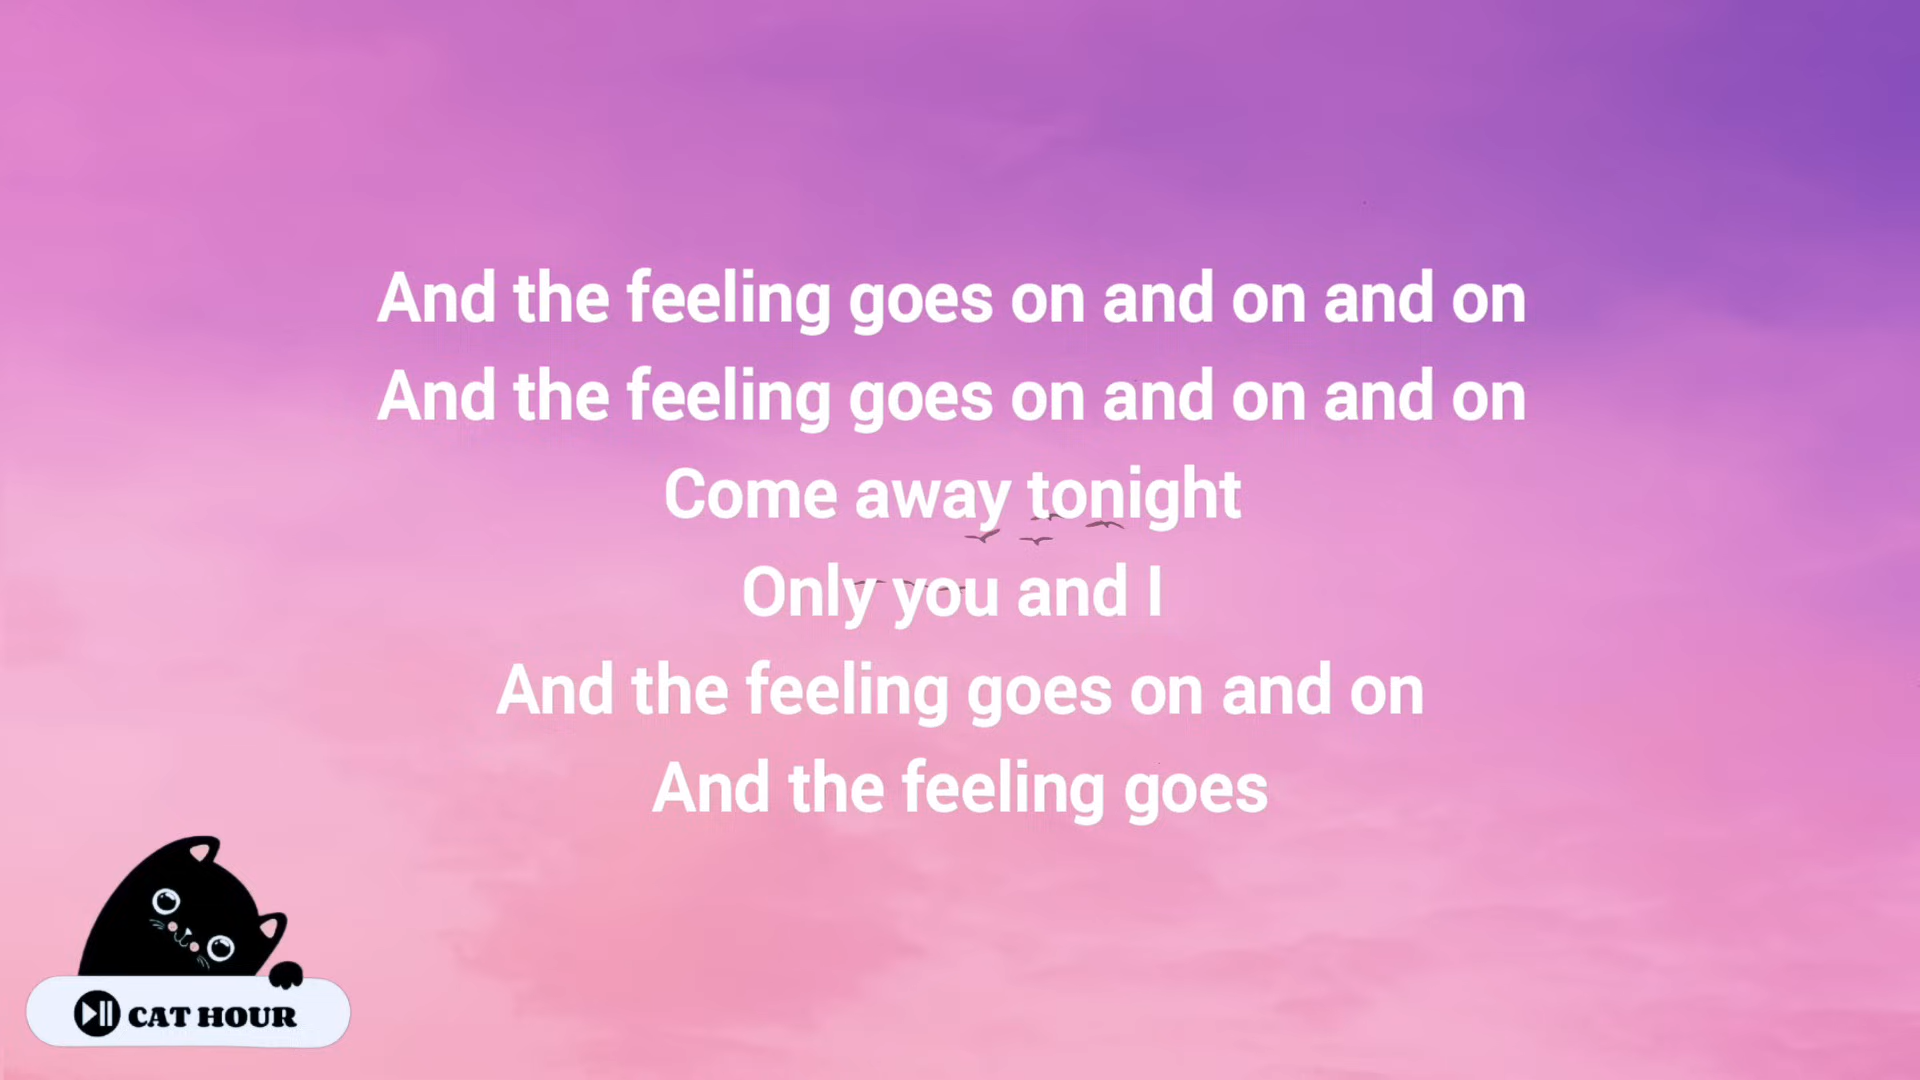 And the feeling goes on and on and on
And the feeling goes on and on and on
Come away tonight
Only you and I
And the feeling goes on and on
And the feeling goes
CAT HOUR